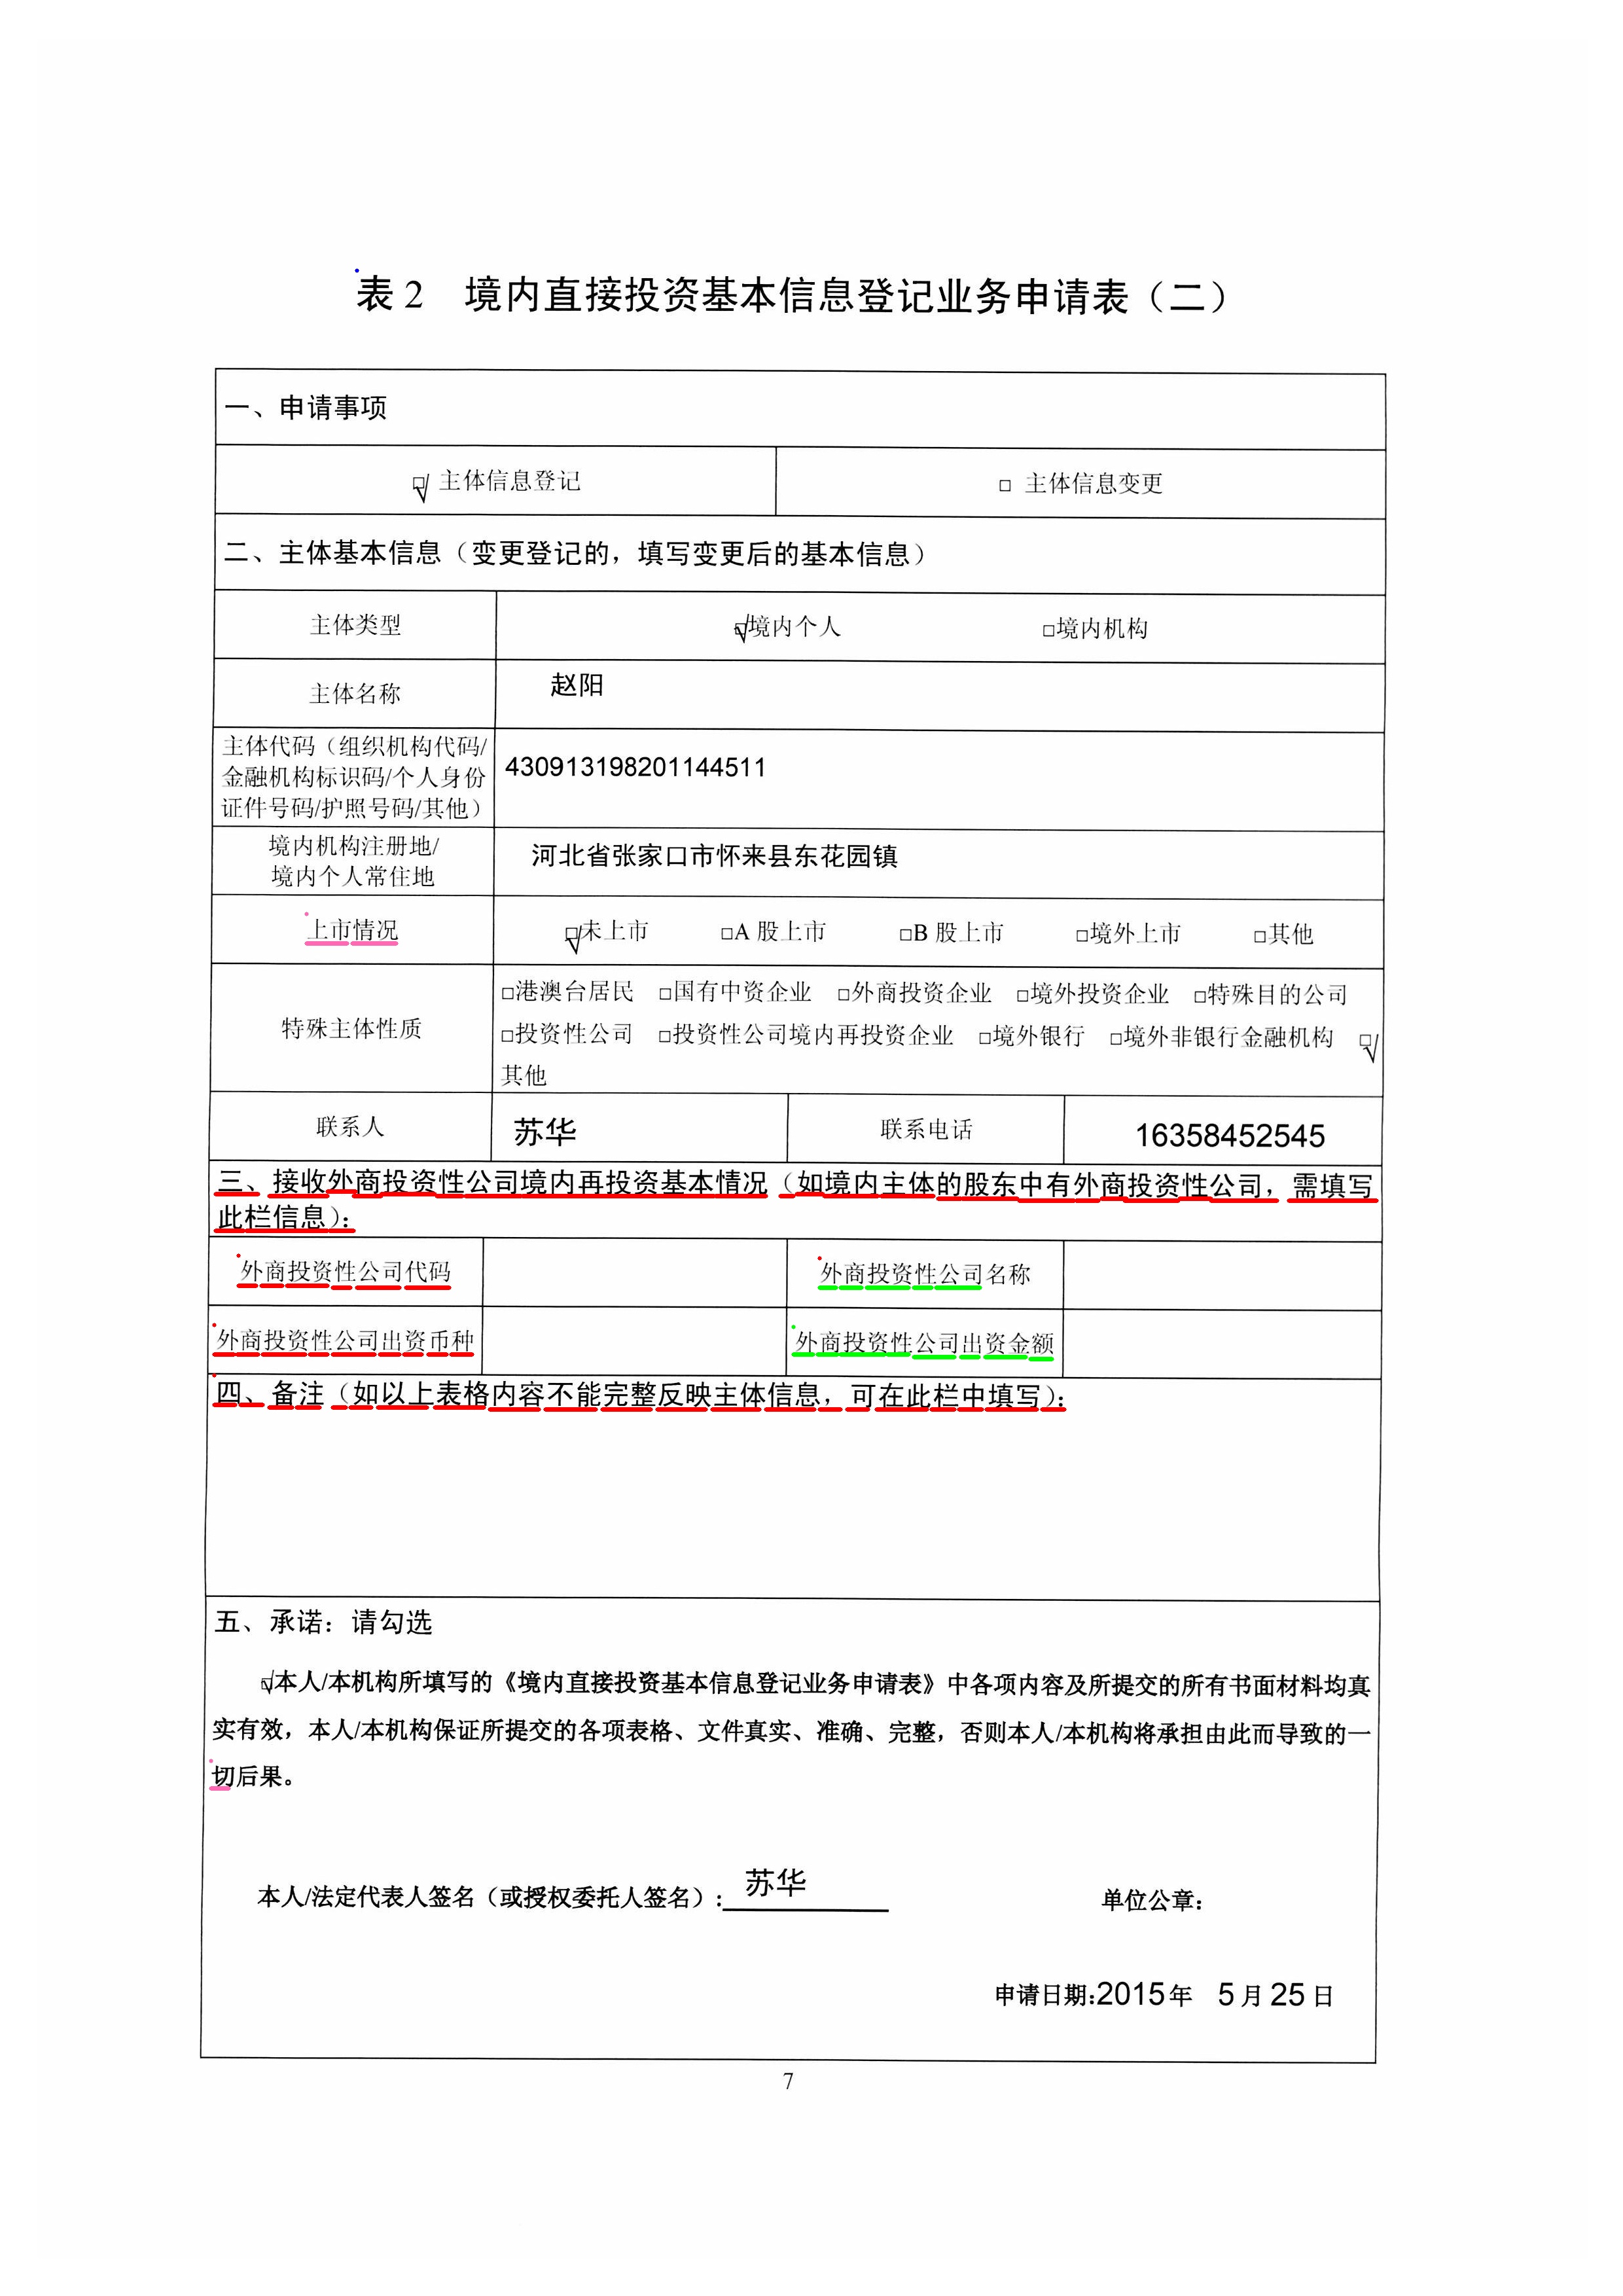 表 2 境内直接投资基本信息登记业务申请表（二）
一、申请事项
☑ 主体信息登记 □ 主体信息变更
二、主体基本信息（变更登记的，填写变更后的基本信息）
主体类型 ☑境内个人 □境内机构
主体名称 赵阳
主体代码（组织机构代码/
金融机构标识码/个人身份
证件号码/护照号码/其他）
430913198201144511
境内机构注册地/
境内个人常住地
河北省张家口市怀来县东花园镇
上市情况 ☑未上市 □A 股上市 □B 股上市 □境外上市 □其他
特殊主体性质
□港澳台居民 □国有中资企业 □外商投资企业 □境外投资企业 □特殊目的公司
□投资性公司 □投资性公司境内再投资企业 □境外银行 □境外非银行金融机构 ☑
其他
联系人 苏华 联系电话 16358452545
三、接收外商投资性公司境内再投资基本情况（如境内主体的股东中有外商投资性公司，需填写
此栏信息）：
外商投资性公司代码 外商投资性公司名称
外商投资性公司出资币种 外商投资性公司出资金额
四、备注（如以上表格内容不能完整反映主体信息，可在此栏中填写）：
五、承诺：请勾选
☑本人/本机构所填写的《境内直接投资基本信息登记业务申请表》中各项内容及所提交的所有书面材料均真
实有效，本人/本机构保证所提交的各项表格、文件真实、准确、完整，否则本人/本机构将承担由此而导致的一
切后果。
本人/法定代表人签名（或授权委托人签名）：苏华 单位公章：
申请日期:2015年 5月25日
7